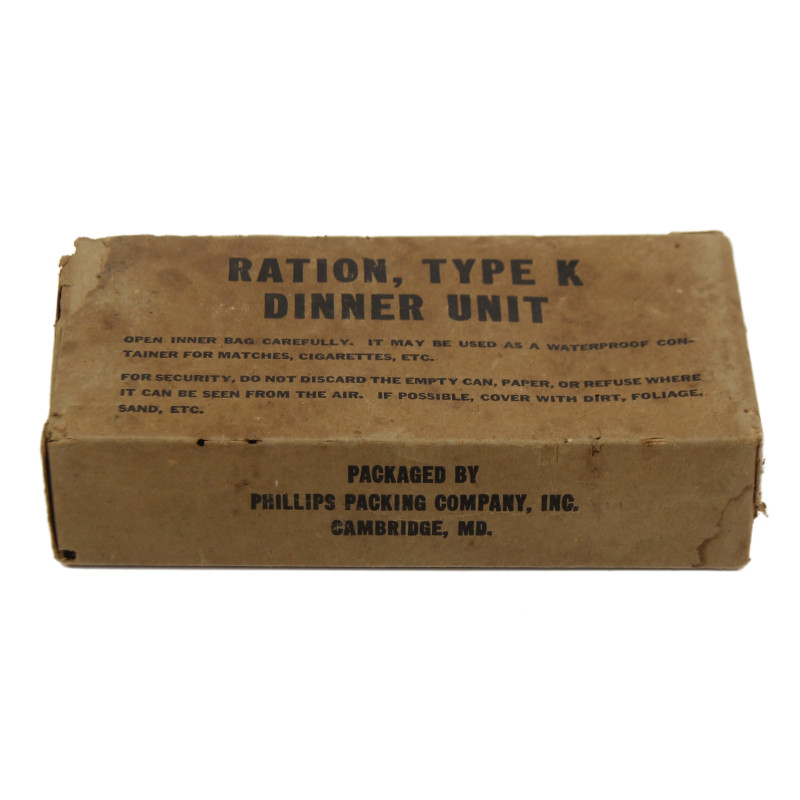 RATION, TYPE K
DINNER UNIT
OPEN INNER BAG CAREFULLY. IT MAY BE USED AS A WATERPROOF CON-
TAINER FOR MATCHES, CIGARETTES, ETC.
FOR SECURITY, DO NOT DISCARD THE EMPTY CAN, PAPER, OR REFUSE WHERE
IT CAN BE SEEN FROM THE AIR. IF POSSIBLE, COVER WITH DIRT, FOLIAGE,
SAND, ETC.
PACKAGED BY
PHILLIPS PACKING COMPANY, INC.
CAMBRIDGE, MD.